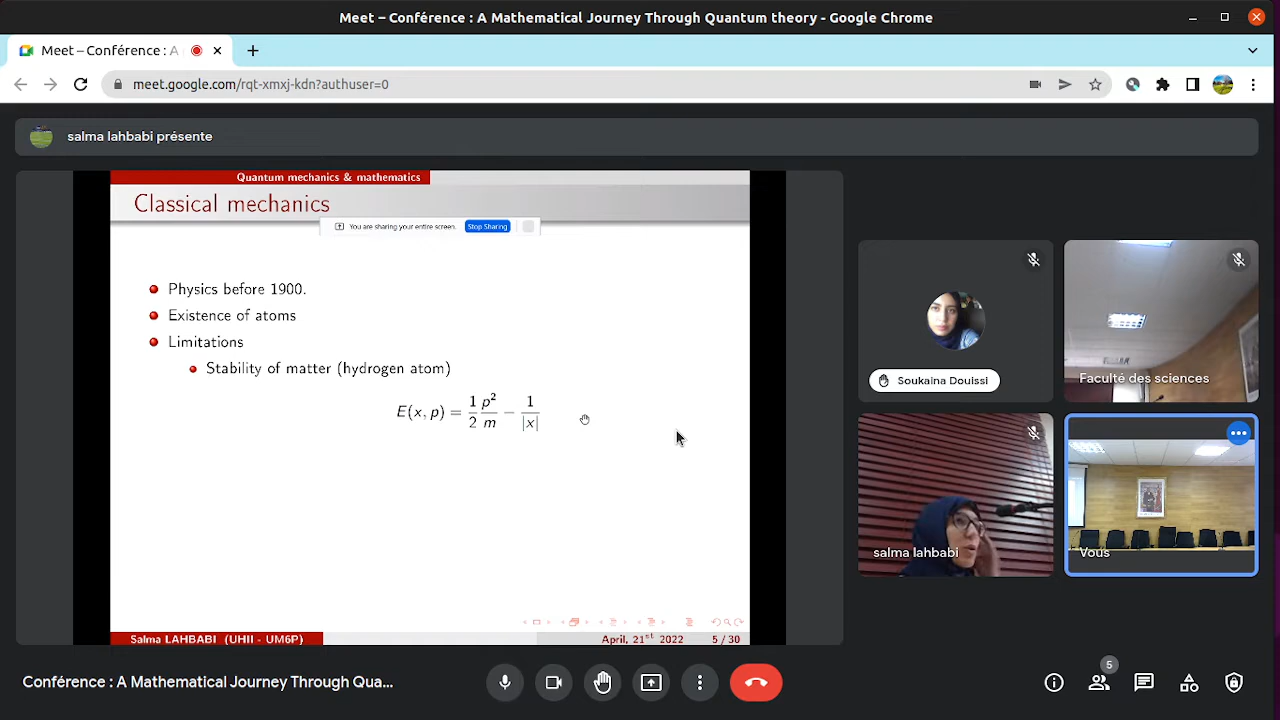 Meet – Conférence : A Mathematical Journey Through Quantum theory - Google Chrome
Meet – Conférence : A
meet.google.com/rqt-xmxj-kdn?authuser=0
salma lahbabi présente
Quantum mechanics & mathematics
Classical mechanics
You are sharing your entire screen.
Stop Sharing
Physics before 1900.
Existence of atoms
Limitations
Stability of matter (hydrogen atom)
E(x, p) = 1/2 p²/m − 1/|x|
Salma LAHBABI (UHII - UM6P)
April, 21st 2022
5 / 30
Soukaina Douissi
Faculté des sciences
salma lahbabi
Vous
Conférence : A Mathematical Journey Through Qua...
5